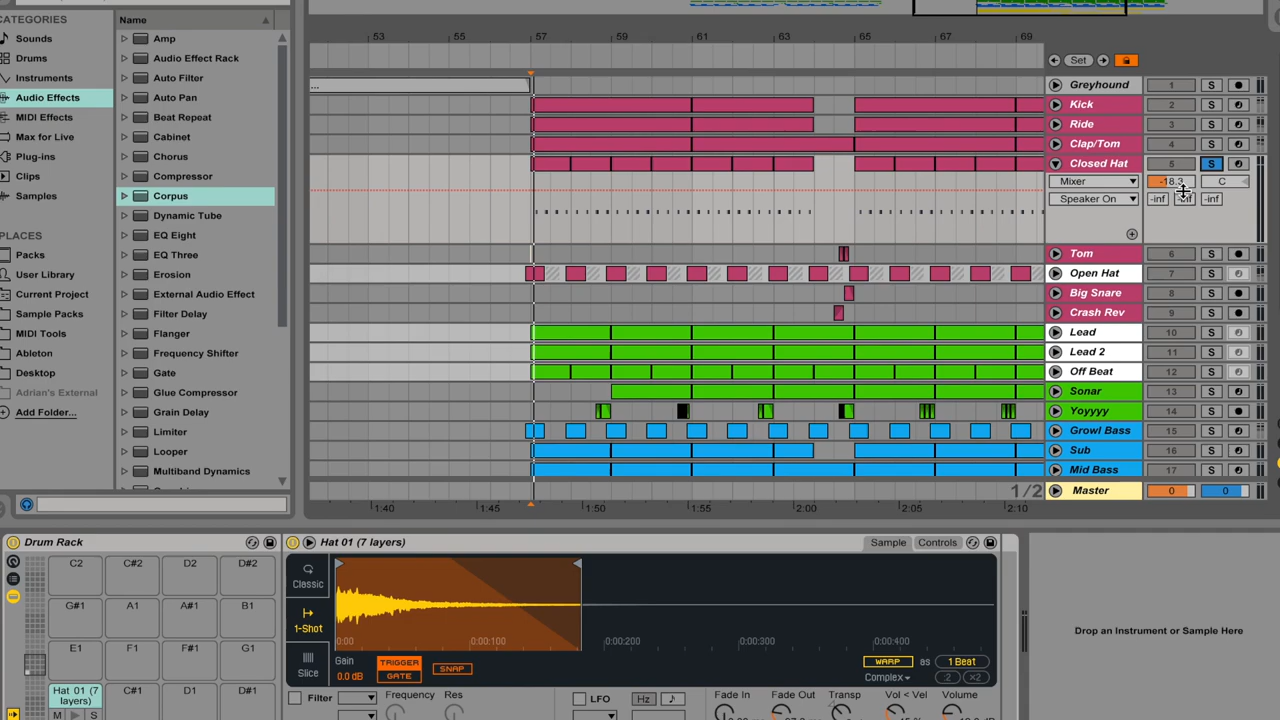 CATEGORIES
Sounds
Drums
Instruments
Audio Effects
MIDI Effects
Max for Live
Plug-ins
Clips
Samples
PLACES
Packs
User Library
Current Project
Sample Packs
MIDI Tools
Ableton
Desktop
Adrian's External
Add Folder...
Name
Amp
Audio Effect Rack
Auto Filter
Auto Pan
Beat Repeat
Cabinet
Chorus
Compressor
Corpus
Dynamic Tube
EQ Eight
EQ Three
Erosion
External Audio Effect
Filter Delay
Flanger
Frequency Shifter
Gate
Glue Compressor
Grain Delay
Limiter
Looper
Multiband Dynamics
53 55 57 59 61 63 65 67 69
Set
...
Greyhound 1 S
Kick 2 S
Ride 3 S
Clap/Tom 4 S
Closed Hat 5 S
Mixer -18.3 C
Speaker On -inf -inf -inf
Tom 6 S
Open Hat 7 S
Big Snare 8 S
Crash Rev 9 S
Lead 10 S
Lead 2 11 S
Off Beat 12 S
Sonar 13 S
Yoyyyy 14 S
Growl Bass 15 S
Sub 16 S
Mid Bass 17 S
1/2 Master 0 0
1:40 1:45 1:50 1:55 2:00 2:05 2:10
Drum Rack
C2 C#2 D2 D#2
G#1 A1 A#1 B1
E1 F1 F#1 G1
Hat 01 (7 layers) C#1 D1 D#1
M S
Hat 01 (7 layers) Sample Controls
Classic
1-Shot
Slice
0:00 0:00:100 0:00:200 0:00:300 0:00:400
Gain
0.0 dB
TRIGGER
GATE
SNAP
WARP as 1 Beat
Complex :2 ×2
Filter Frequency Res LFO Hz Fade In Fade Out Transp Vol < Vel Volume
Drop an Instrument or Sample Here